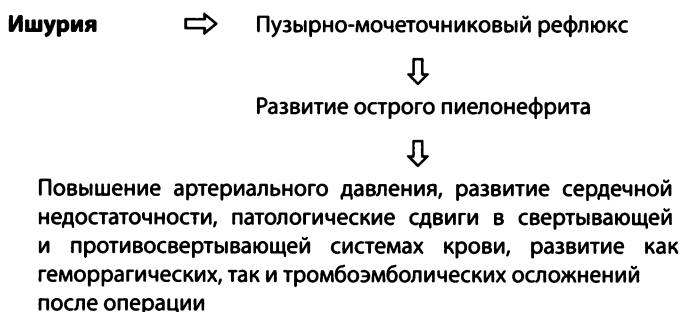 Ишурия ⇨ Пузырно-мочеточниковый рефлюкс
⇩
Развитие острого пиелонефрита
⇩
Повышение артериального давления, развитие сердечной
недостаточности, патологические сдвиги в свертывающей
и противосвертывающей системах крови, развитие как
геморрагических, так и тромбоэмболических осложнений
после операции